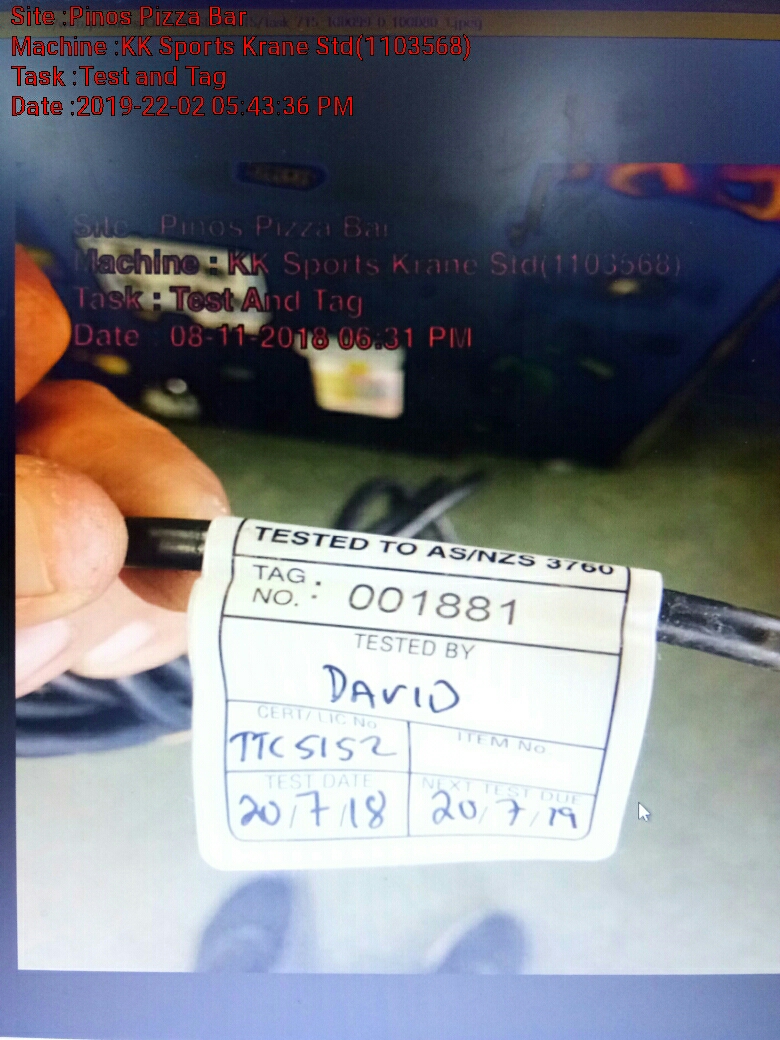 Site :Pinos Pizza Bar
Machine :KK Sports Krane Std(1103568)
Task :Test and Tag
Date :2019-22-02 05:43:36 PM
Site : Pinos Pizza Bar
Machine : KK Sports Krane Std(1103568)
Task : Test And Tag
Date : 08-11-2018 06:31 PM
TESTED TO AS/NZS 3760
TAG NO. : 001881
TESTED BY
DAVID
CERT/ LIC No
ITEM No
TTC5152
TEST DATE
NEXT TEST DUE
20/7/18
20/7/19